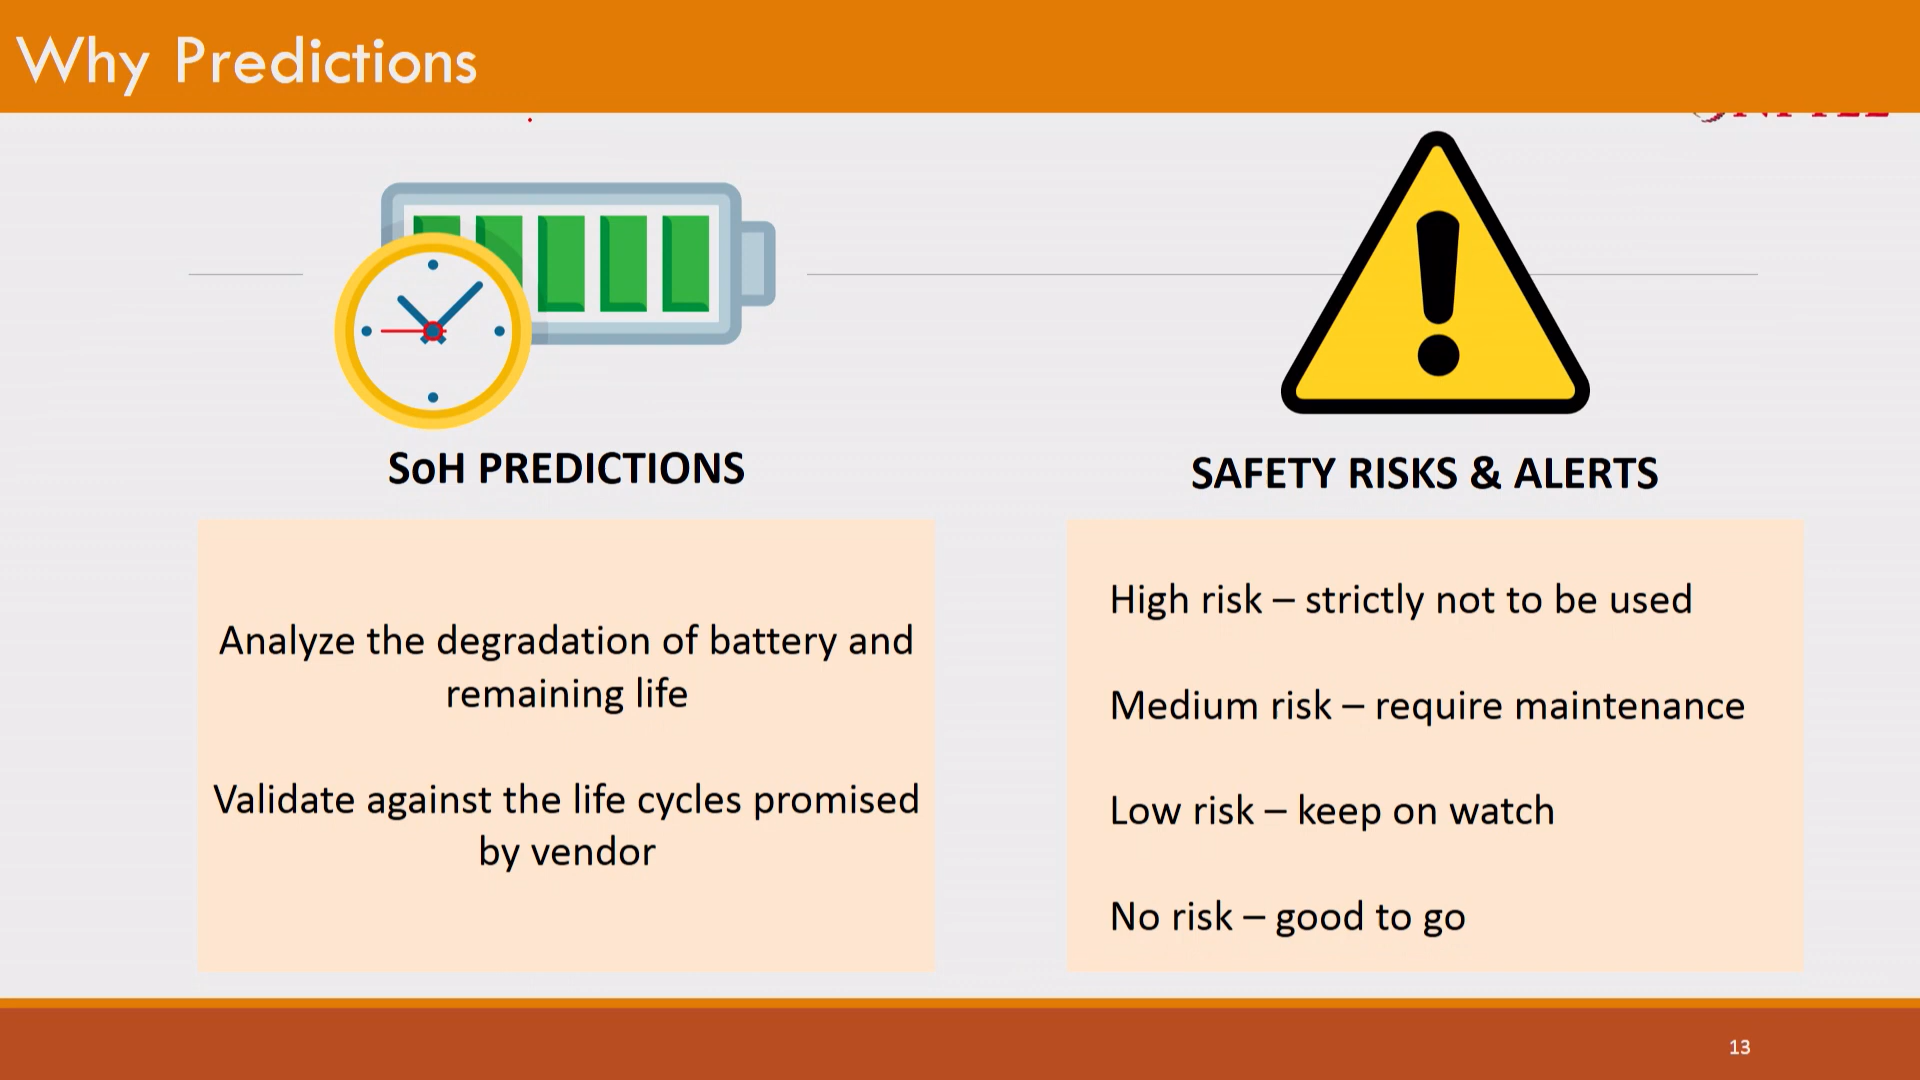 Why Predictions
SoH PREDICTIONS
Analyze the degradation of battery and
remaining life
Validate against the life cycles promised
by vendor
SAFETY RISKS & ALERTS
High risk – strictly not to be used
Medium risk – require maintenance
Low risk – keep on watch
No risk – good to go
13